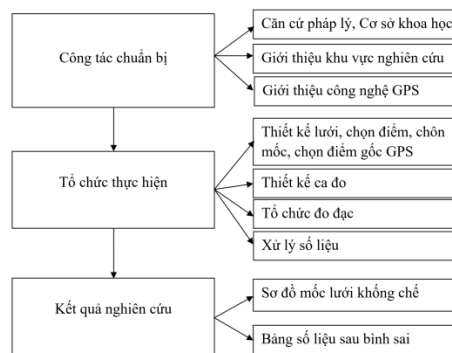 Công tác chuẩn bị
Căn cứ pháp lý, Cơ sở khoa học
Giới thiệu khu vực nghiên cứu
Giới thiệu công nghệ GPS
Tổ chức thực hiện
Thiết kế lưới, chọn điểm, chôn
mốc, chọn điểm gốc GPS
Thiết kế ca đo
Tổ chức đo đạc
Xử lý số liệu
Kết quả nghiên cứu
Sơ đồ mốc lưới khống chế
Bảng số liệu sau bình sai